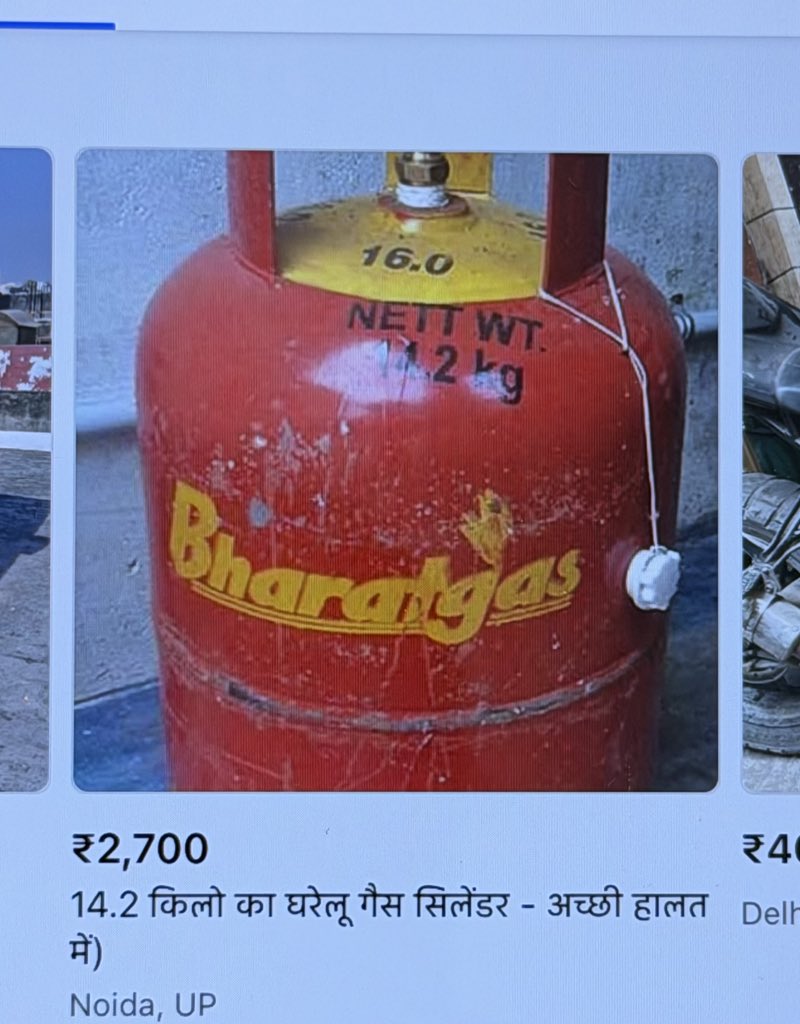 16.0
NETT WT.
14.2 kg
Bharatgas
₹2,700
14.2 किलो का घरेलू गैस सिलेंडर - अच्छी हालत
में)
Noida, UP